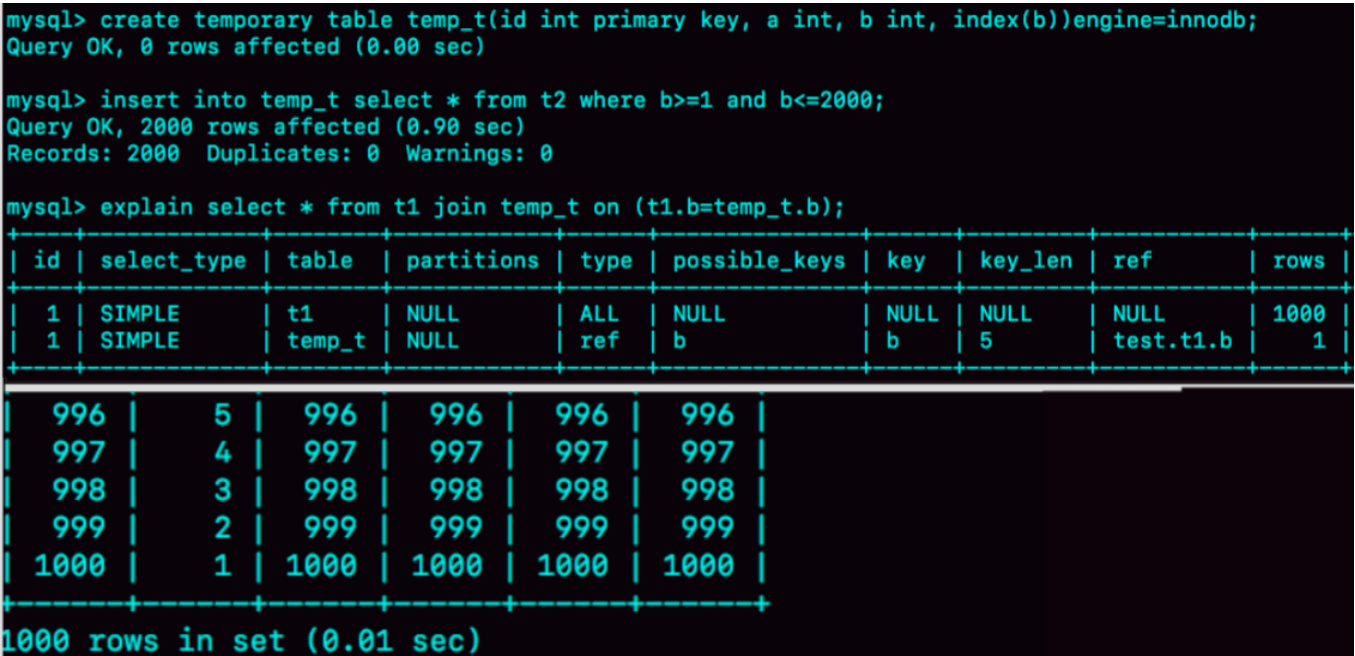 mysql> create temporary table temp_t(id int primary key, a int, b int, index(b))engine=innodb;
Query OK, 0 rows affected (0.00 sec)
mysql> insert into temp_t select * from t2 where b>=1 and b<=2000;
Query OK, 2000 rows affected (0.90 sec)
Records: 2000  Duplicates: 0  Warnings: 0
mysql> explain select * from t1 join temp_t on (t1.b=temp_t.b);
+----+-------------+--------+------------+------+---------------+------+---------+-----------+------+
| id | select_type | table  | partitions | type | possible_keys | key  | key_len | ref       | rows |
+----+-------------+--------+------------+------+---------------+------+---------+-----------+------+
|  1 | SIMPLE      | t1     | NULL       | ALL  | NULL          | NULL | NULL    | NULL      | 1000 |
|  1 | SIMPLE      | temp_t | NULL       | ref  | b             | b    | 5       | test.t1.b |    1 |
+----+-------------+--------+------------+------+---------------+------+---------+-----------+------+
|  996 |    5 |  996 |  996 |  996 |  996 |
|  997 |    4 |  997 |  997 |  997 |  997 |
|  998 |    3 |  998 |  998 |  998 |  998 |
|  999 |    2 |  999 |  999 |  999 |  999 |
| 1000 |    1 | 1000 | 1000 | 1000 | 1000 |
+------+------+------+------+------+------+
1000 rows in set (0.01 sec)